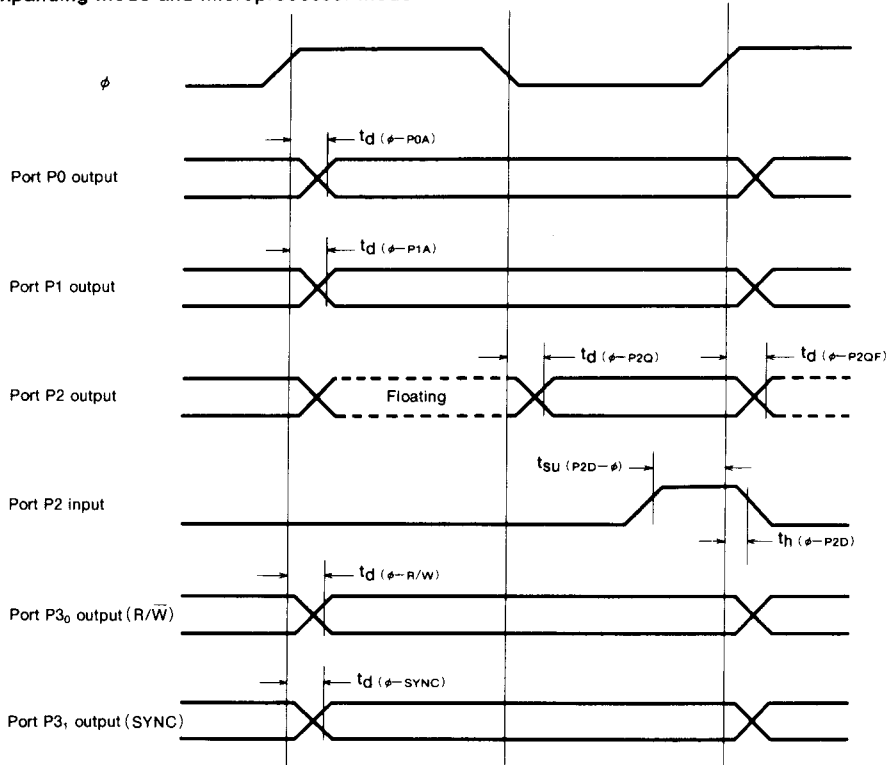 ϕ
td (ϕ−P0A)
Port P0 output
td (ϕ−P1A)
Port P1 output
td (ϕ−P2Q)
td (ϕ−P2QF)
Port P2 output
Floating
tSU (P2D−ϕ)
Port P2 input
th (ϕ−P2D)
td (ϕ−R/W)
Port P3₀ output (R/W̅)
td (ϕ−SYNC)
Port P3₁ output (SYNC)